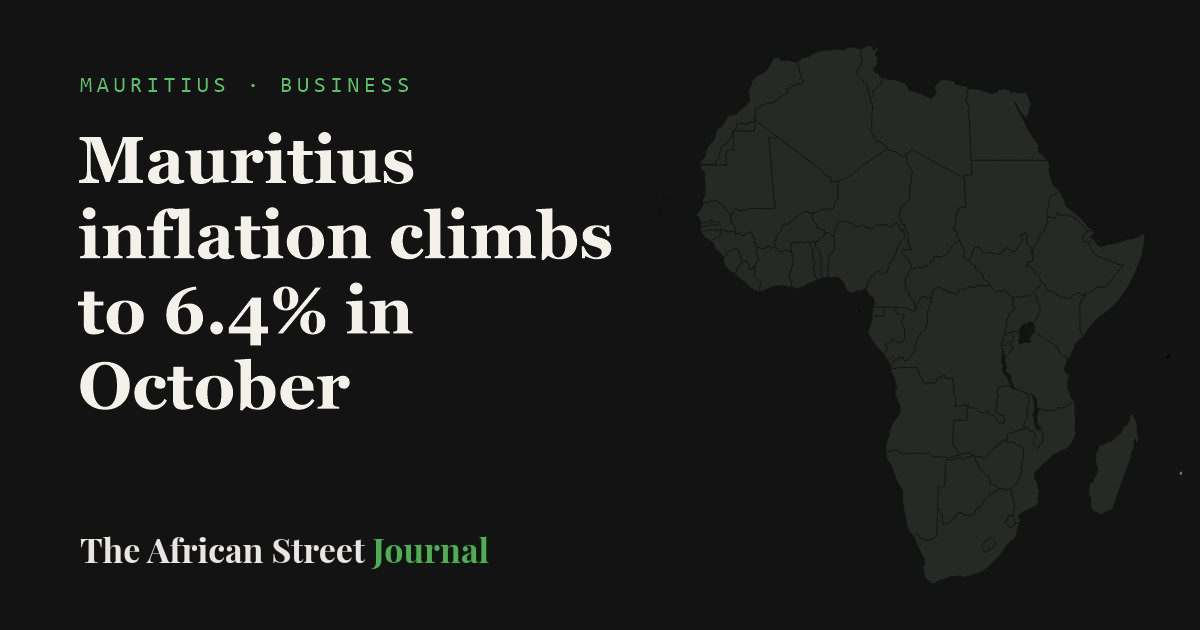 MAURITIUS · BUSINESS
Mauritius
inflation climbs
to 6.4% in
October
The African Street Journal